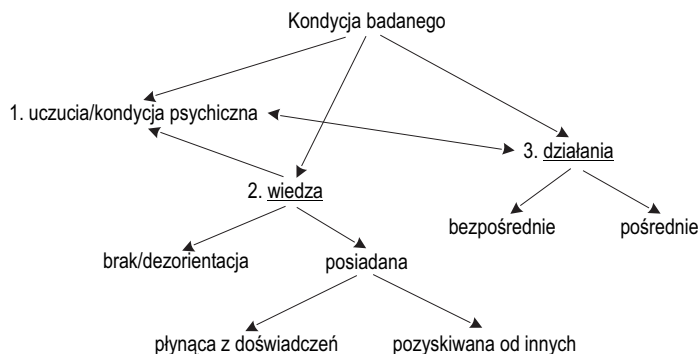 Kondycja badanego
1. uczucia/kondycja psychiczna
3. działania
2. wiedza
bezpośrednie
pośrednie
brak/dezorientacja
posiadana
płynąca z doświadczeń
pozyskiwana od innych